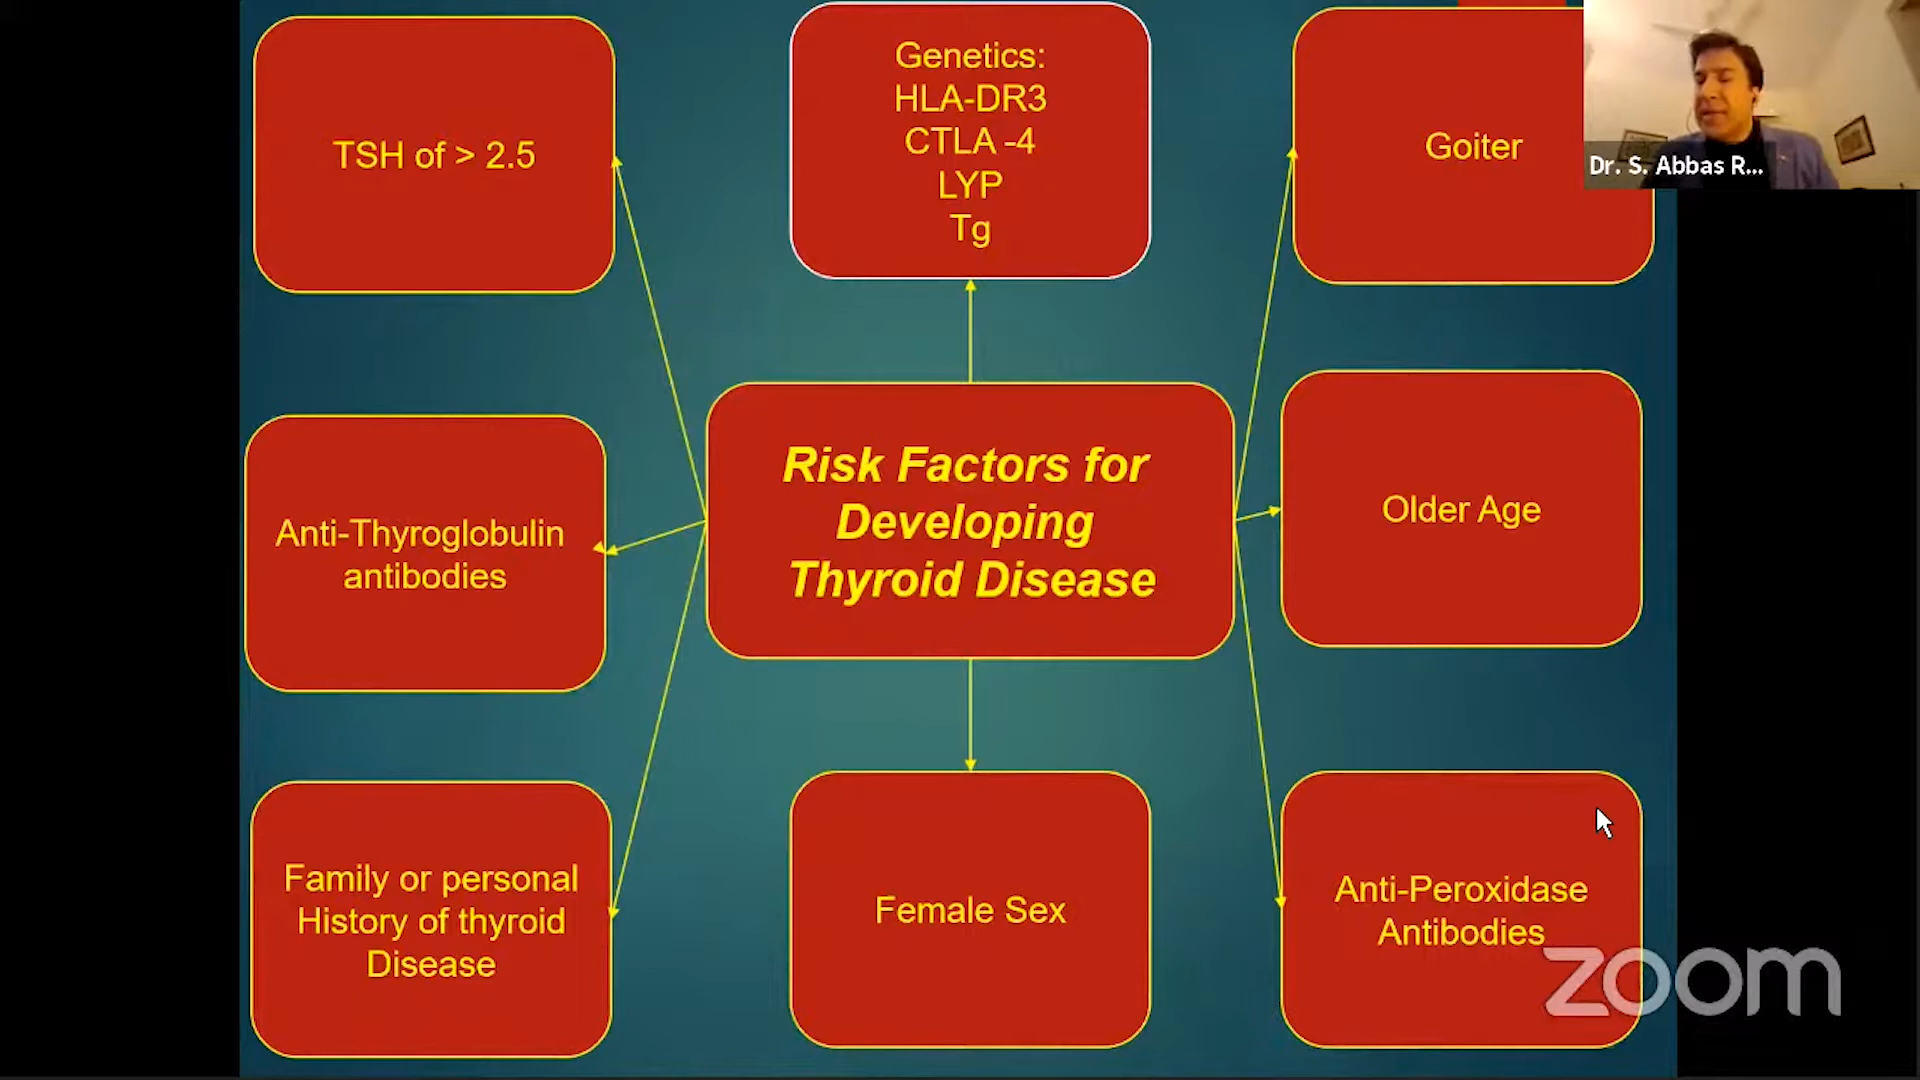 TSH of > 2.5
Genetics:
HLA-DR3
CTLA -4
LYP
Tg
Goiter
Dr. S. Abbas R...
Anti-Thyroglobulin
antibodies
Risk Factors for
Developing
Thyroid Disease
Older Age
Family or personal
History of thyroid
Disease
Female Sex
Anti-Peroxidase
Antibodies
zoom